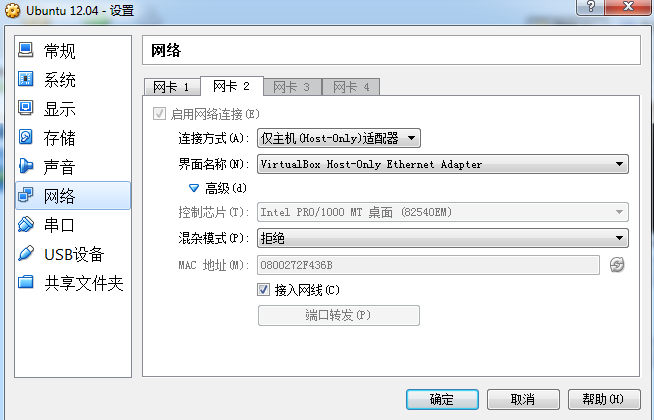 Ubuntu 12.04 - 设置
常规
系统
显示
存储
声音
网络
串口
USB设备
共享文件夹
网络
网卡 1 网卡 2 网卡 3 网卡 4
启用网络连接(E)
连接方式(A): 仅主机(Host-Only)适配器
界面名称(N): VirtualBox Host-Only Ethernet Adapter
高级(d)
控制芯片(T): Intel PRO/1000 MT 桌面 (82540EM)
混杂模式(P): 拒绝
MAC 地址(M): 0800272F436B
接入网线(C)
端口转发(P)
确定 取消 帮助(H)